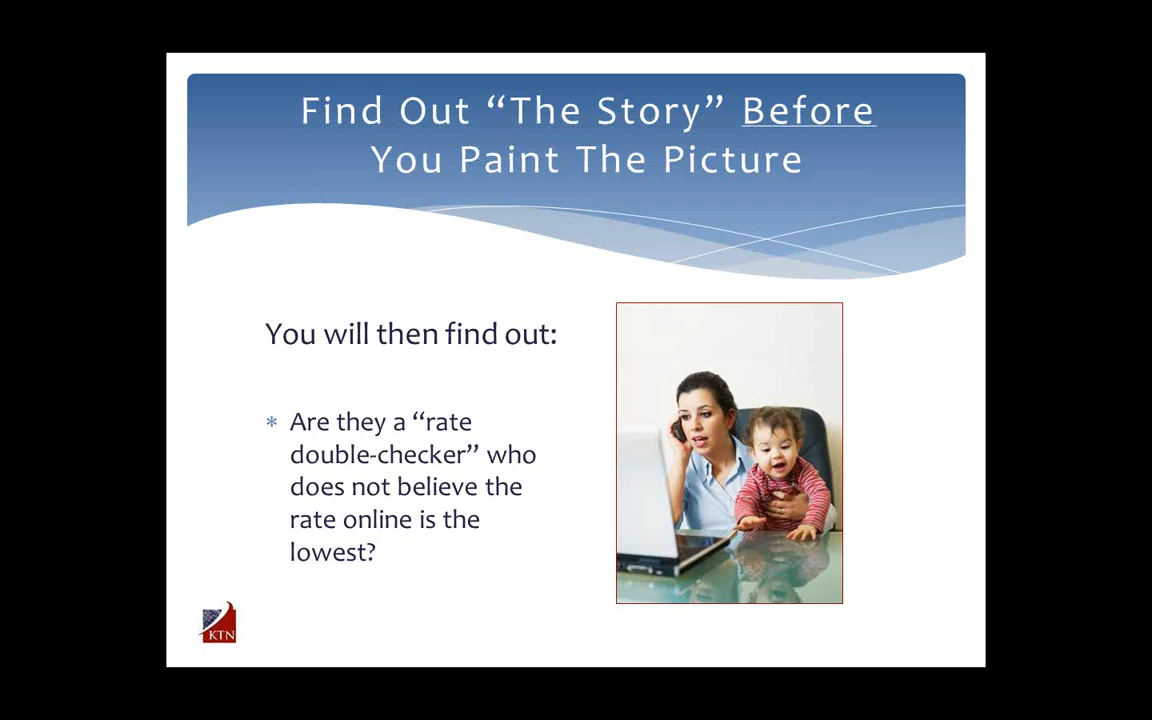 Find Out “The Story” Before
You Paint The Picture
You will then find out:
* Are they a “rate
double-checker” who
does not believe the
rate online is the
lowest?
KTN